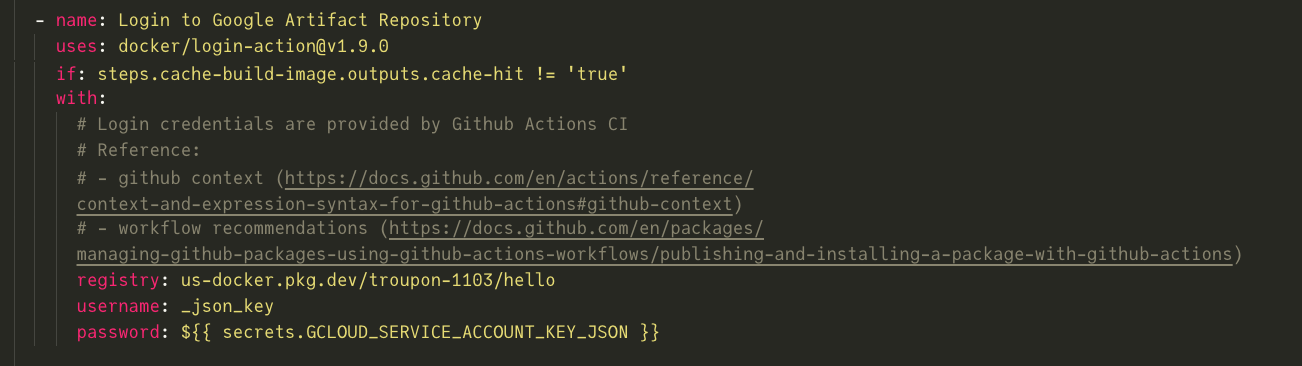 - name: Login to Google Artifact Repository
uses: docker/login-action@v1.9.0
if: steps.cache-build-image.outputs.cache-hit != 'true'
with:
# Login credentials are provided by Github Actions CI
# Reference:
# - github context (https://docs.github.com/en/actions/reference/
context-and-expression-syntax-for-github-actions#github-context)
# - workflow recommendations (https://docs.github.com/en/packages/
managing-github-packages-using-github-actions-workflows/publishing-and-installing-a-package-with-github-actions)
registry: us-docker.pkg.dev/troupon-1103/hello
username: _json_key
password: ${{ secrets.GCLOUD_SERVICE_ACCOUNT_KEY_JSON }}